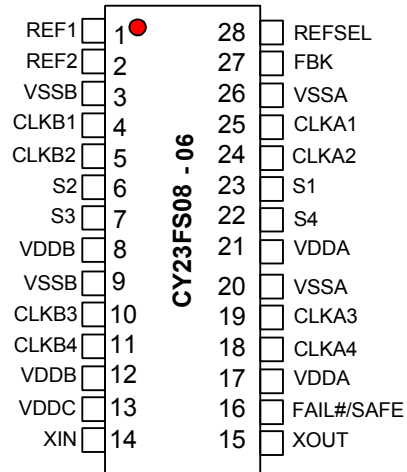 REF1 1 28 REFSEL
REF2 2 27 FBK
VSSB 3 26 VSSA
CLKB1 4 25 CLKA1
CLKB2 5 24 CLKA2
S2 6 23 S1
S3 7 22 S4
VDDB 8 21 VDDA
VSSB 9 20 VSSA
CLKB3 10 19 CLKA3
CLKB4 11 18 CLKA4
VDDB 12 17 VDDA
VDDC 13 16 FAIL#/SAFE
XIN 14 15 XOUT
CY23FS08 - 06